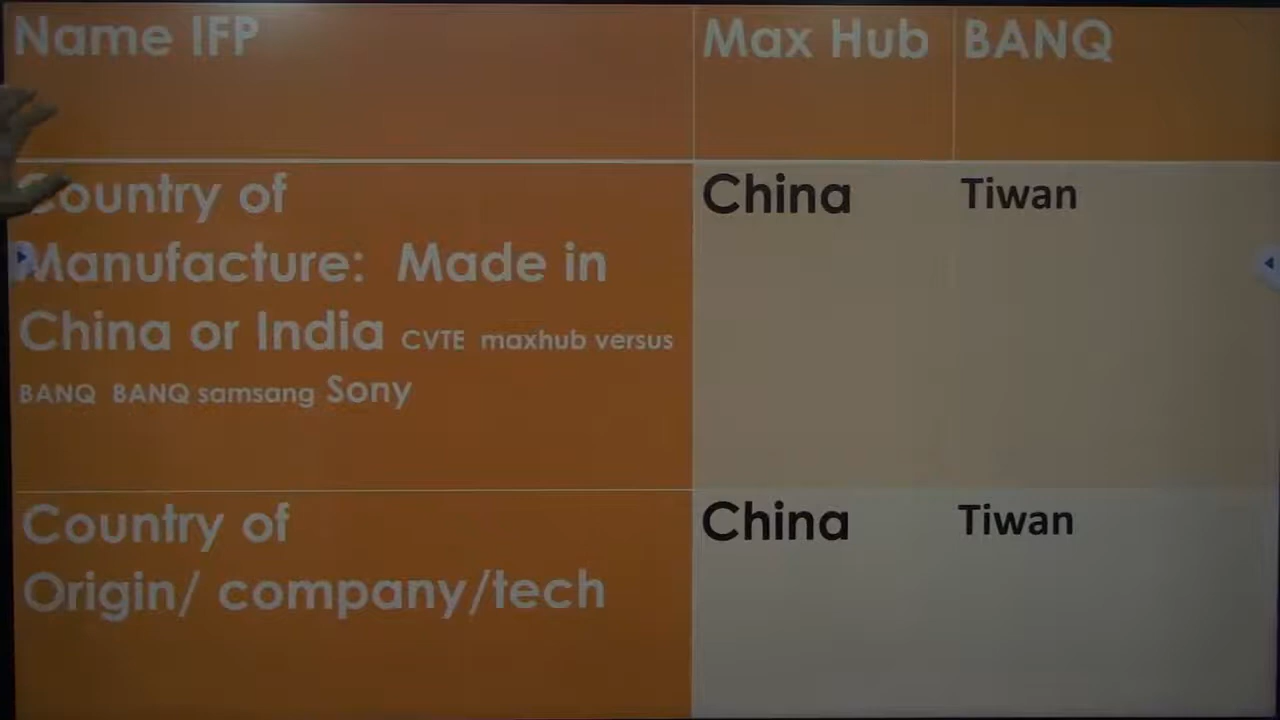 Name IFP
Max Hub
BANQ
Country of
Manufacture:  Made in
China or India CVTE  maxhub versus
BANQ  BANQ samsang Sony
China
Tiwan
Country of
Origin/ company/tech
China
Tiwan